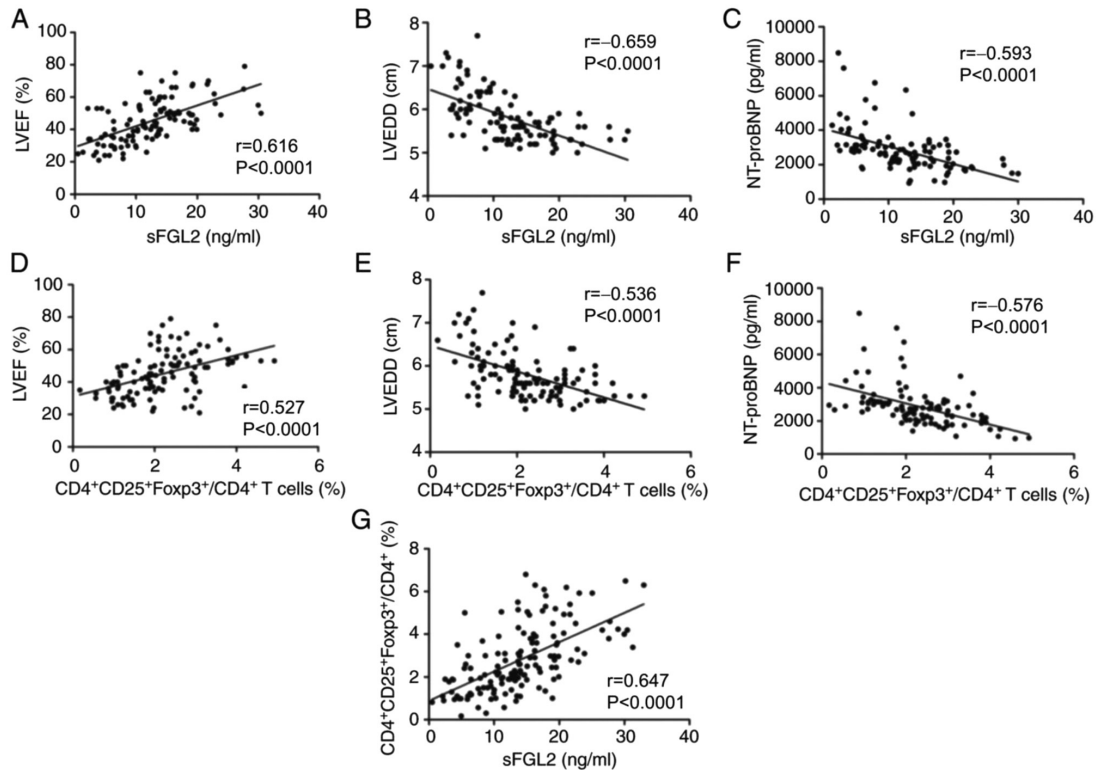 A
LVEF (%)
100
80
60
40
20
0
r=0.616
P<0.0001
0 10 20 30 40
sFGL2 (ng/ml)
B
LVEDD (cm)
8
7
6
5
4
r=−0.659
P<0.0001
0 10 20 30 40
sFGL2 (ng/ml)
C
NT-proBNP (pg/ml)
10000
8000
6000
4000
2000
0
r=−0.593
P<0.0001
0 10 20 30 40
sFGL2 (ng/ml)
D
LVEF (%)
100
80
60
40
20
0
r=0.527
P<0.0001
0 2 4 6
CD4+CD25+Foxp3+/CD4+ T cells (%)
E
LVEDD (cm)
8
7
6
5
4
r=−0.536
P<0.0001
0 2 4 6
CD4+CD25+Foxp3+/CD4+ T cells (%)
F
NT-proBNP (pg/ml)
10000
8000
6000
4000
2000
0
r=−0.576
P<0.0001
0 2 4 6
CD4+CD25+Foxp3+/CD4+ T cells (%)
G
CD4+CD25+Foxp3+/CD4+ (%)
8
6
4
2
0
r=0.647
P<0.0001
0 10 20 30 40
sFGL2 (ng/ml)